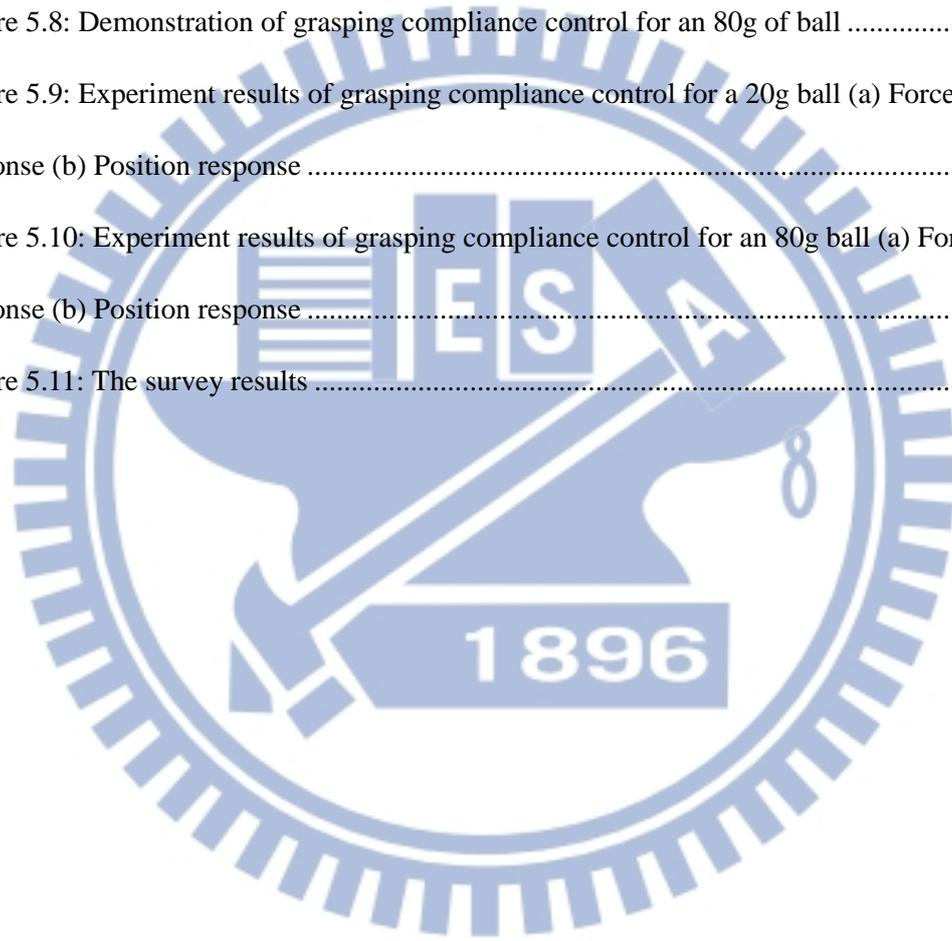 re 5.8: Demonstration of grasping compliance control for an 80g of ball ..............
re 5.9: Experiment results of grasping compliance control for a 20g ball (a) Force
onse (b) Position response .......................................................................................
re 5.10: Experiment results of grasping compliance control for an 80g ball (a) For
onse (b) Position response .......................................................................................
re 5.11: The survey results ......................................................................................
E S A
8
1896